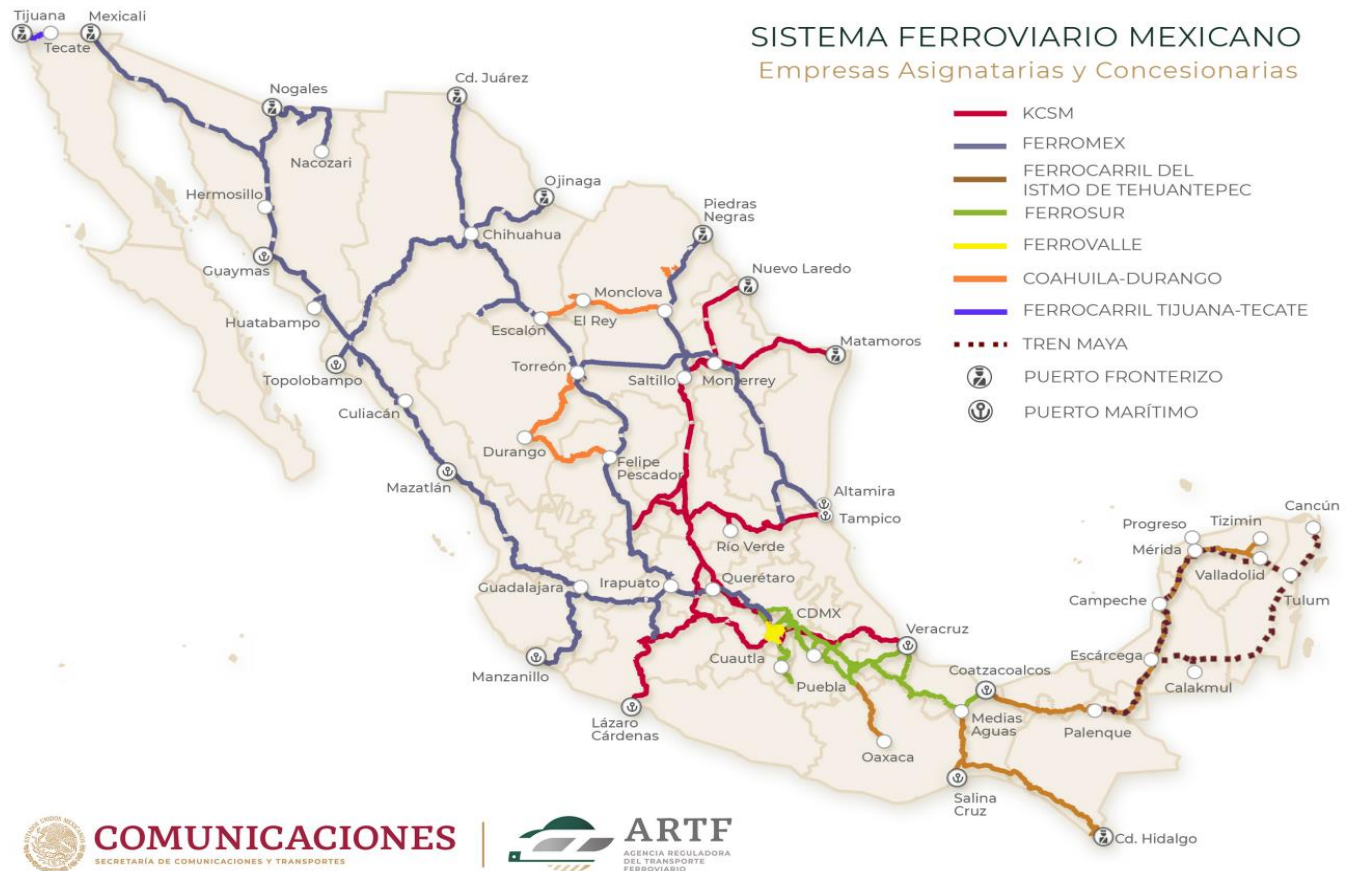 SISTEMA FERROVIARIO MEXICANO
Empresas Asignatarias y Concesionarias
KCSM
FERROMEX
FERROCARRIL DEL
ISTMO DE TEHUANTEPEC
FERROSUR
FERROVALLE
COAHUILA-DURANGO
FERROCARRIL TIJUANA-TECATE
TREN MAYA
PUERTO FRONTERIZO
PUERTO MARÍTIMO
Tijuana
Mexicali
Tecate
Nogales
Cd. Juárez
Nacozari
Hermosillo
Ojinaga
Piedras
Negras
Chihuahua
Guaymas
Nuevo Laredo
Monclova
Huatabampo
Escalón
El Rey
Matamoros
Torreón
Saltillo
Monterrey
Topolobampo
Culiacán
Durango
Felipe
Pescador
Mazatlán
Altamira
Tampico
Río Verde
Cancún
Progreso
Tizimin
Mérida
Valladolid
Guadalajara
Irapuato
Querétaro
Campeche
Tulum
CDMX
Veracruz
Cuautla
Escárcega
Coatzacoalcos
Manzanillo
Puebla
Calakmul
Lázaro
Cárdenas
Medias
Aguas
Palenque
Oaxaca
Salina
Cruz
Cd. Hidalgo
ESTADOS UNIDOS MEXICANOS
COMUNICACIONES
SECRETARÍA DE COMUNICACIONES Y TRANSPORTES
ARTF
AGENCIA REGULADORA
DEL TRANSPORTE
FERROVIARIO